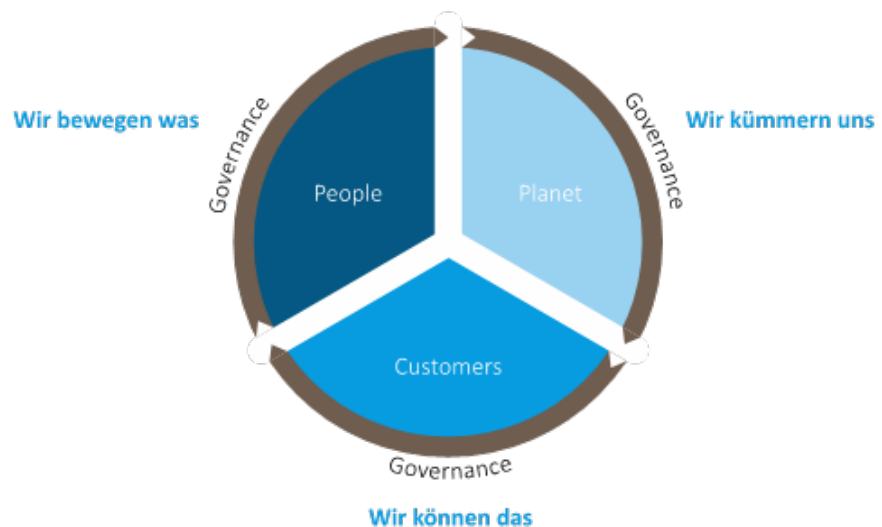 Wir bewegen was
Governance
People
Governance
Wir kümmern uns
Planet
Customers
Governance
Wir können das